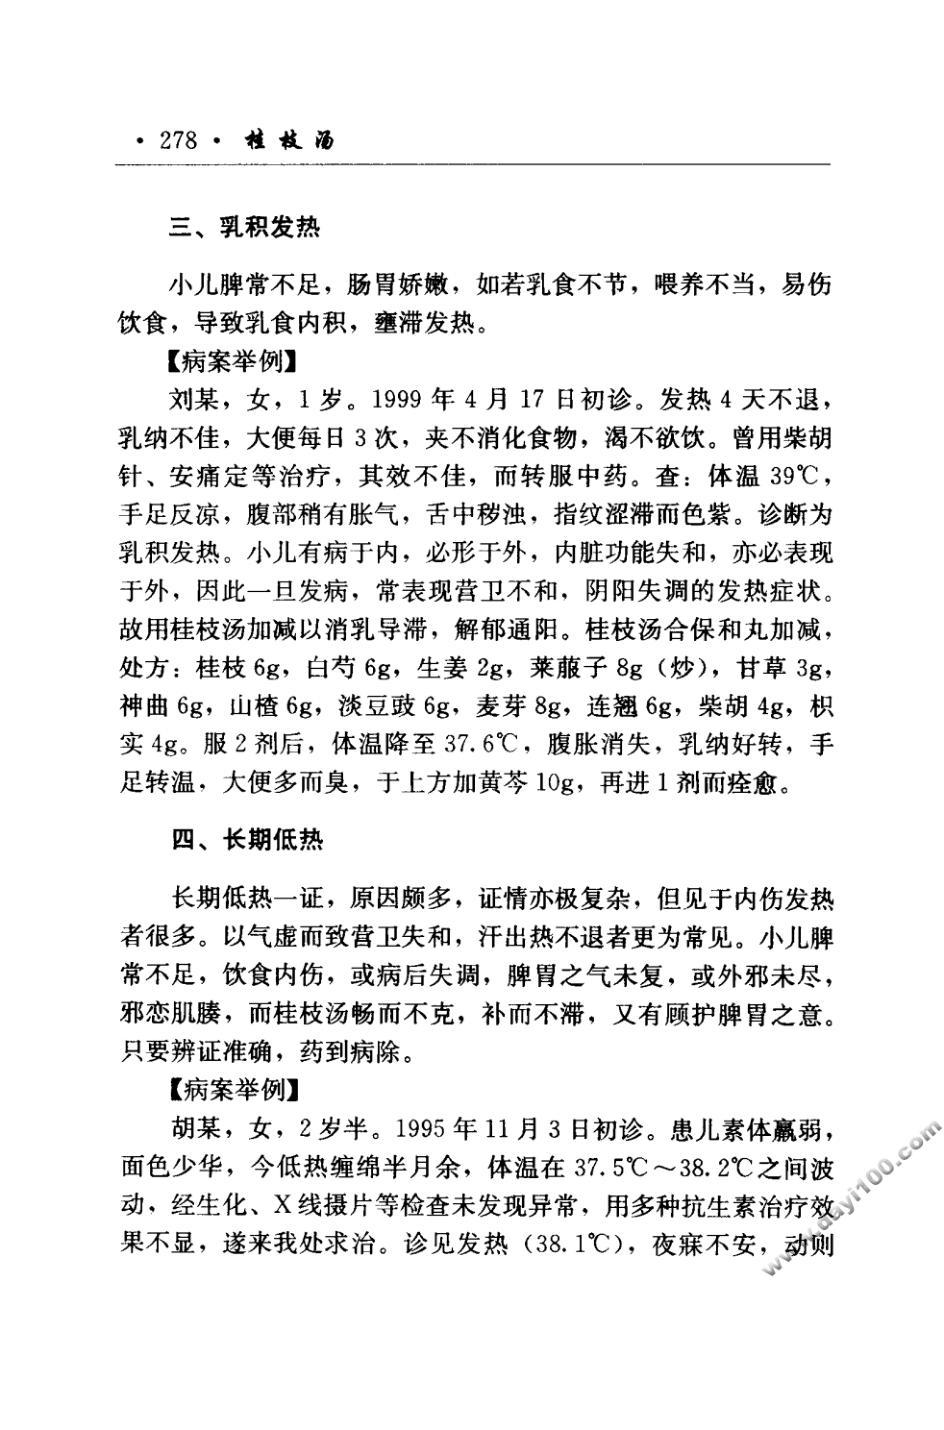 ·278· 桂枝汤
三、乳积发热
小儿脾常不足，肠胃娇嫩，如若乳食不节，喂养不当，易伤
饮食，导致乳食内积，壅滞发热。
【病案举例】
刘某，女，1岁。1999年4月17日初诊。发热4天不退，
乳纳不佳，大便每日3次，夹不消化食物，渴不欲饮。曾用柴胡
针、安痛定等治疗，其效不佳，而转服中药。查：体温39℃，
手足反凉，腹部稍有胀气，舌中秽浊，指纹涩滞而色紫。诊断为
乳积发热。小儿有病于内，必形于外，内脏功能失和，亦必表现
于外，因此一旦发病，常表现营卫不和，阴阳失调的发热症状。
故用桂枝汤加减以消乳导滞，解郁通阳。桂枝汤合保和丸加减，
处方：桂枝6g，白芍6g，生姜2g，莱菔子8g（炒），甘草3g，
神曲6g，山楂6g，淡豆豉6g，麦芽8g，连翘6g，柴胡4g，枳
实4g。服2剂后，体温降至37.6℃，腹胀消失，乳纳好转，手
足转温，大便多而臭，于上方加黄芩10g，再进1剂而痊愈。
四、长期低热
长期低热一证，原因颇多，证情亦极复杂，但见于内伤发热
者很多。以气虚而致营卫失和，汗出热不退者更为常见。小儿脾
常不足，饮食内伤，或病后失调，脾胃之气未复，或外邪未尽，
邪恋肌腠，而桂枝汤畅而不克，补而不滞，又有顾护脾胃之意。
只要辨证准确，药到病除。
【病案举例】
胡某，女，2岁半。1995年11月3日初诊。患儿素体羸弱，
面色少华，今低热缠绵半月余，体温在37.5℃～38.2℃之间波
动，经生化、X线摄片等检查未发现异常，用多种抗生素治疗效
果不显，遂来我处求治。诊见发热（38.1℃），夜寐不安，动则
www.dayi100.com